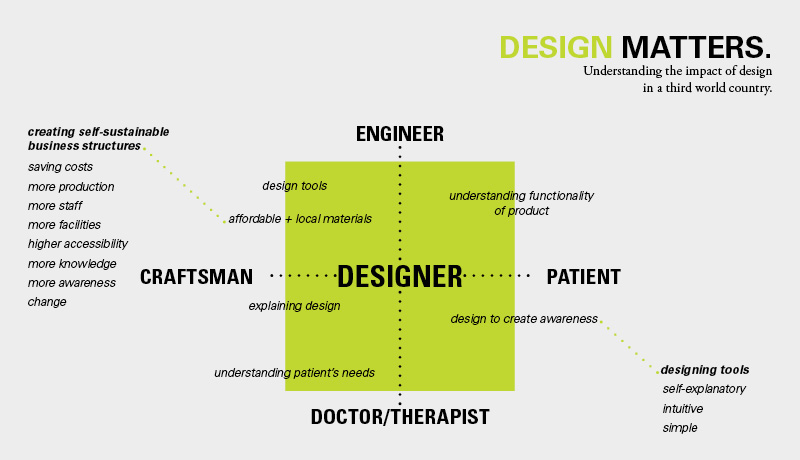 DESIGN MATTERS.
Understanding the impact of design
in a third world country.
ENGINEER
creating self-sustainable
business structures
saving costs
more production
more staff
more facilities
higher accessibility
more knowledge
more awareness
change
design tools
affordable + local materials
understanding functionality
of product
CRAFTSMAN
DESIGNER
PATIENT
explaining design
design to create awareness
understanding patient's needs
designing tools
self-explanatory
intuitive
simple
DOCTOR/THERAPIST